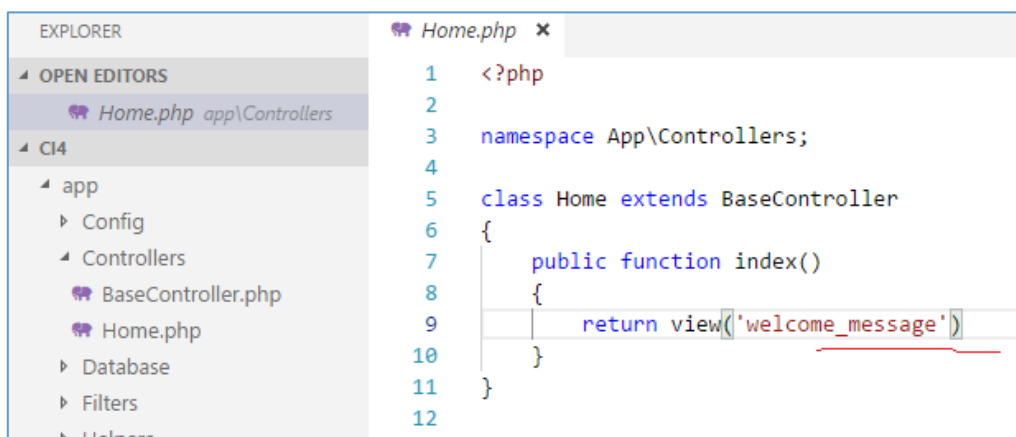 EXPLORER
OPEN EDITORS
Home.php app\Controllers
CI4
app
Config
Controllers
BaseController.php
Home.php
Database
Filters
Helpers
Home.php ×
1 <?php
2
3 namespace App\Controllers;
4
5 class Home extends BaseController
6 {
7 public function index()
8 {
9 return view('welcome_message')
10 }
11 }
12